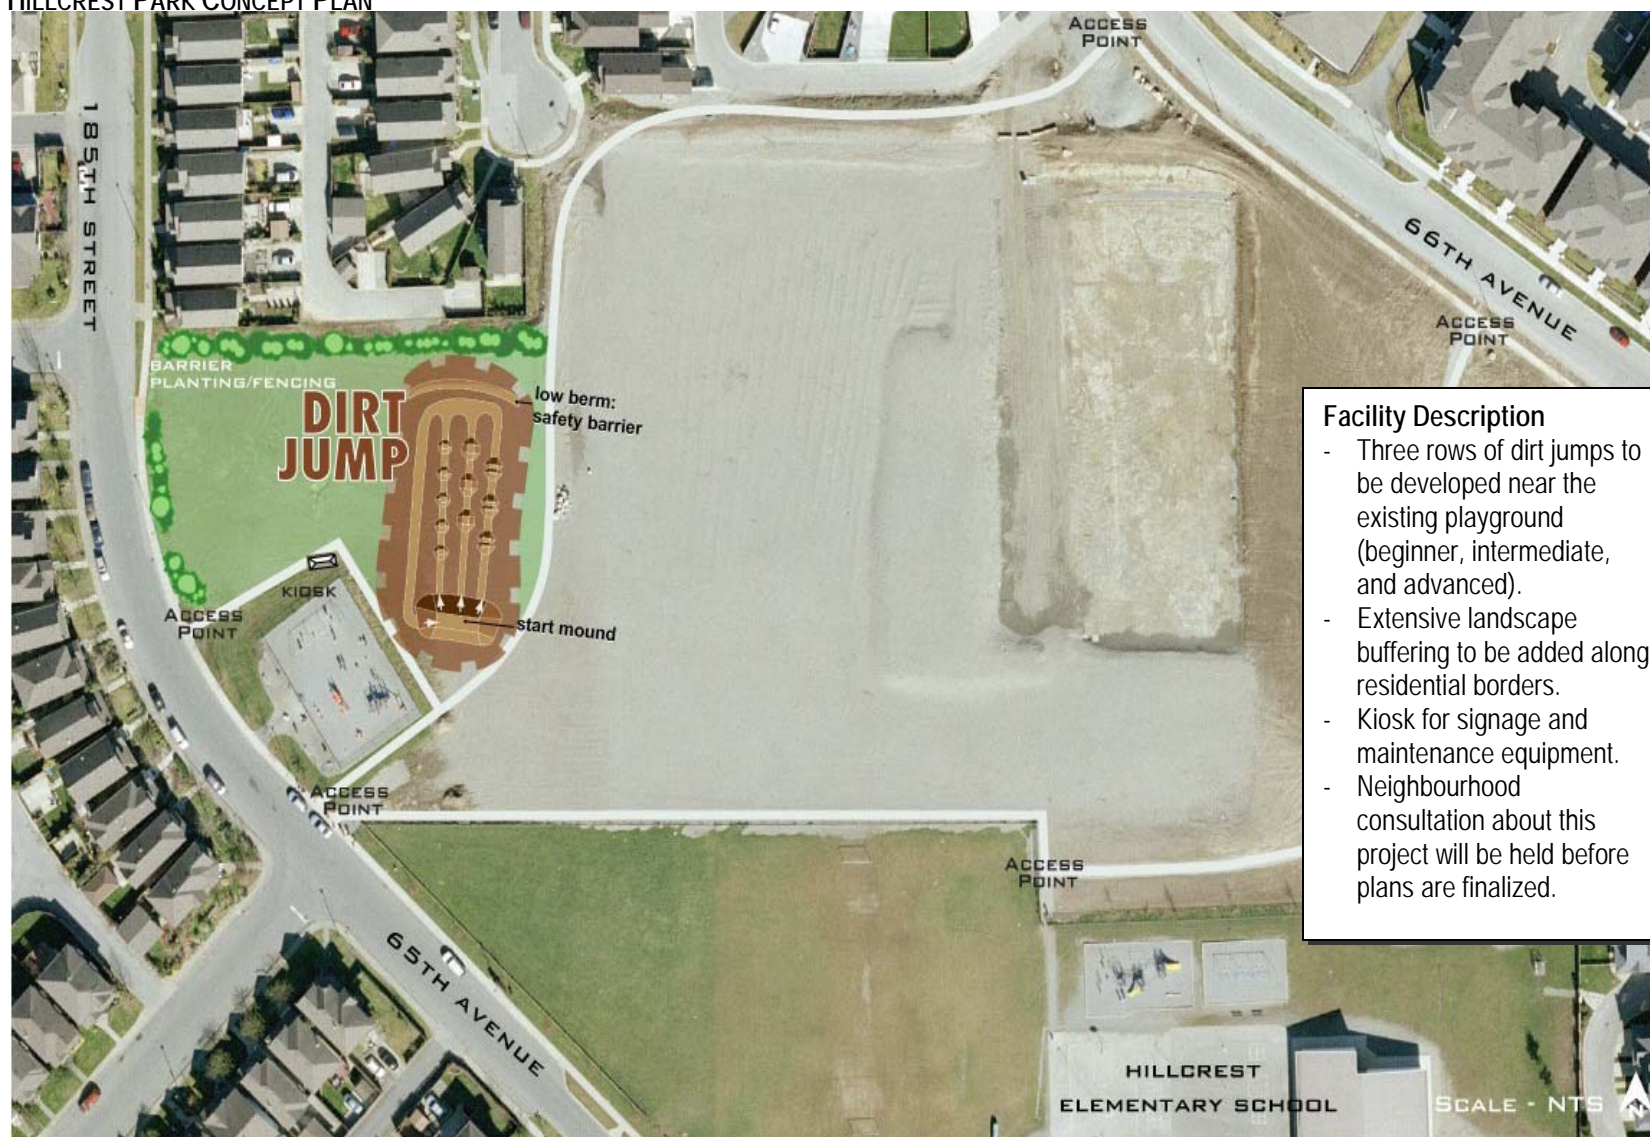 HILLCREST PARK CONCEPT PLAN
ACCESS
POINT
185TH STREET
66TH AVENUE
ACCESS
POINT
BARRIER
PLANTING/FENCING
DIRT
JUMP
low berm:
safety barrier
KIOSK
ACCESS
POINT
start mound
ACCESS
POINT
ACCESS
POINT
65TH AVENUE
HILLCREST
ELEMENTARY SCHOOL
SCALE - NTS
N
Facility Description
- Three rows of dirt jumps to
be developed near the
existing playground
(beginner, intermediate,
and advanced).
- Extensive landscape
buffering to be added along
residential borders.
- Kiosk for signage and
maintenance equipment.
- Neighbourhood
consultation about this
project will be held before
plans are finalized.